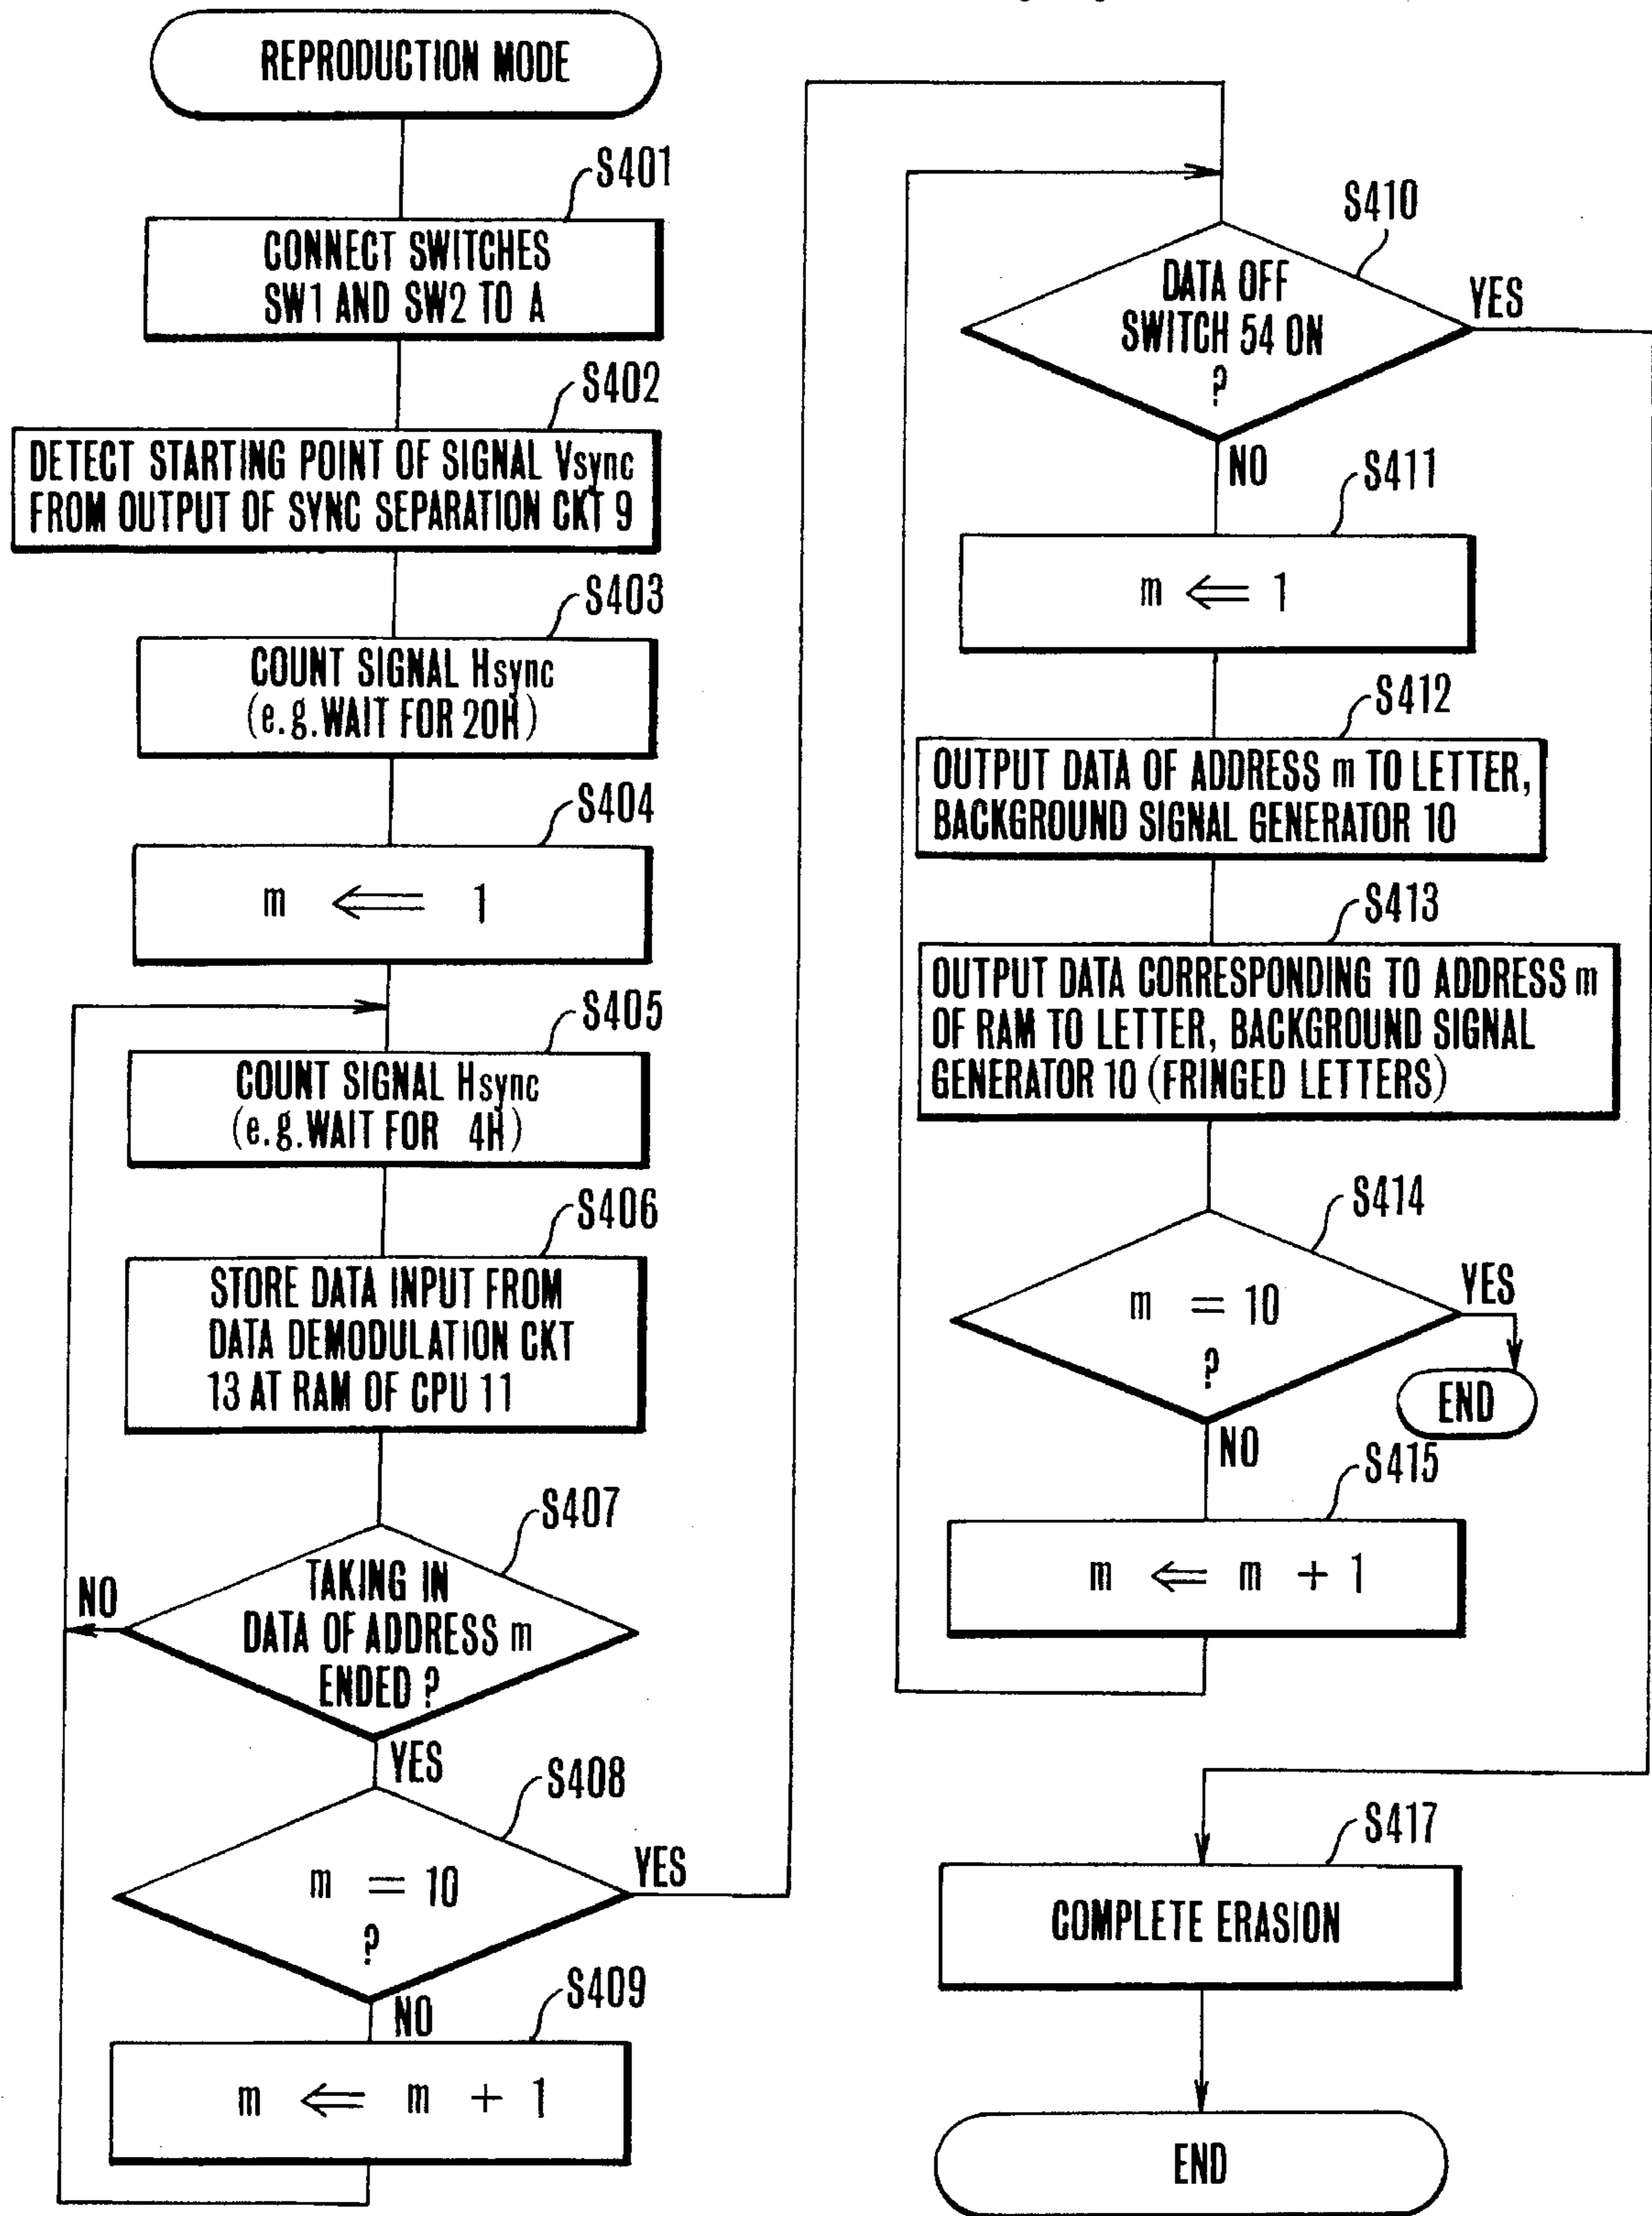 REPRODUCTION MODE
S401
CONNECT SWITCHES
SW1 AND SW2 TO A
S402
DETECT STARTING POINT OF SIGNAL Vsync
FROM OUTPUT OF SYNC SEPARATION CKT 9
S403
COUNT SIGNAL Hsync
(e.g. WAIT FOR 20H)
S404
m ⇐ 1
S405
COUNT SIGNAL Hsync
(e.g. WAIT FOR 4H)
S406
STORE DATA INPUT FROM
DATA DEMODULATION CKT
13 AT RAM OF CPU 11
S407
TAKING IN
DATA OF ADDRESS m
ENDED ?
NO
YES
S408
m = 10
?
YES
NO
S409
m ⇐ m + 1
S410
DATA OFF
SWITCH 54 ON
?
YES
NO
S411
m ⇐ 1
S412
OUTPUT DATA OF ADDRESS m TO LETTER,
BACKGROUND SIGNAL GENERATOR 10
S413
OUTPUT DATA CORRESPONDING TO ADDRESS m
OF RAM TO LETTER, BACKGROUND SIGNAL
GENERATOR 10 (FRINGED LETTERS)
S414
m = 10
?
YES
END
NO
S415
m ⇐ m + 1
S417
COMPLETE ERASION
END